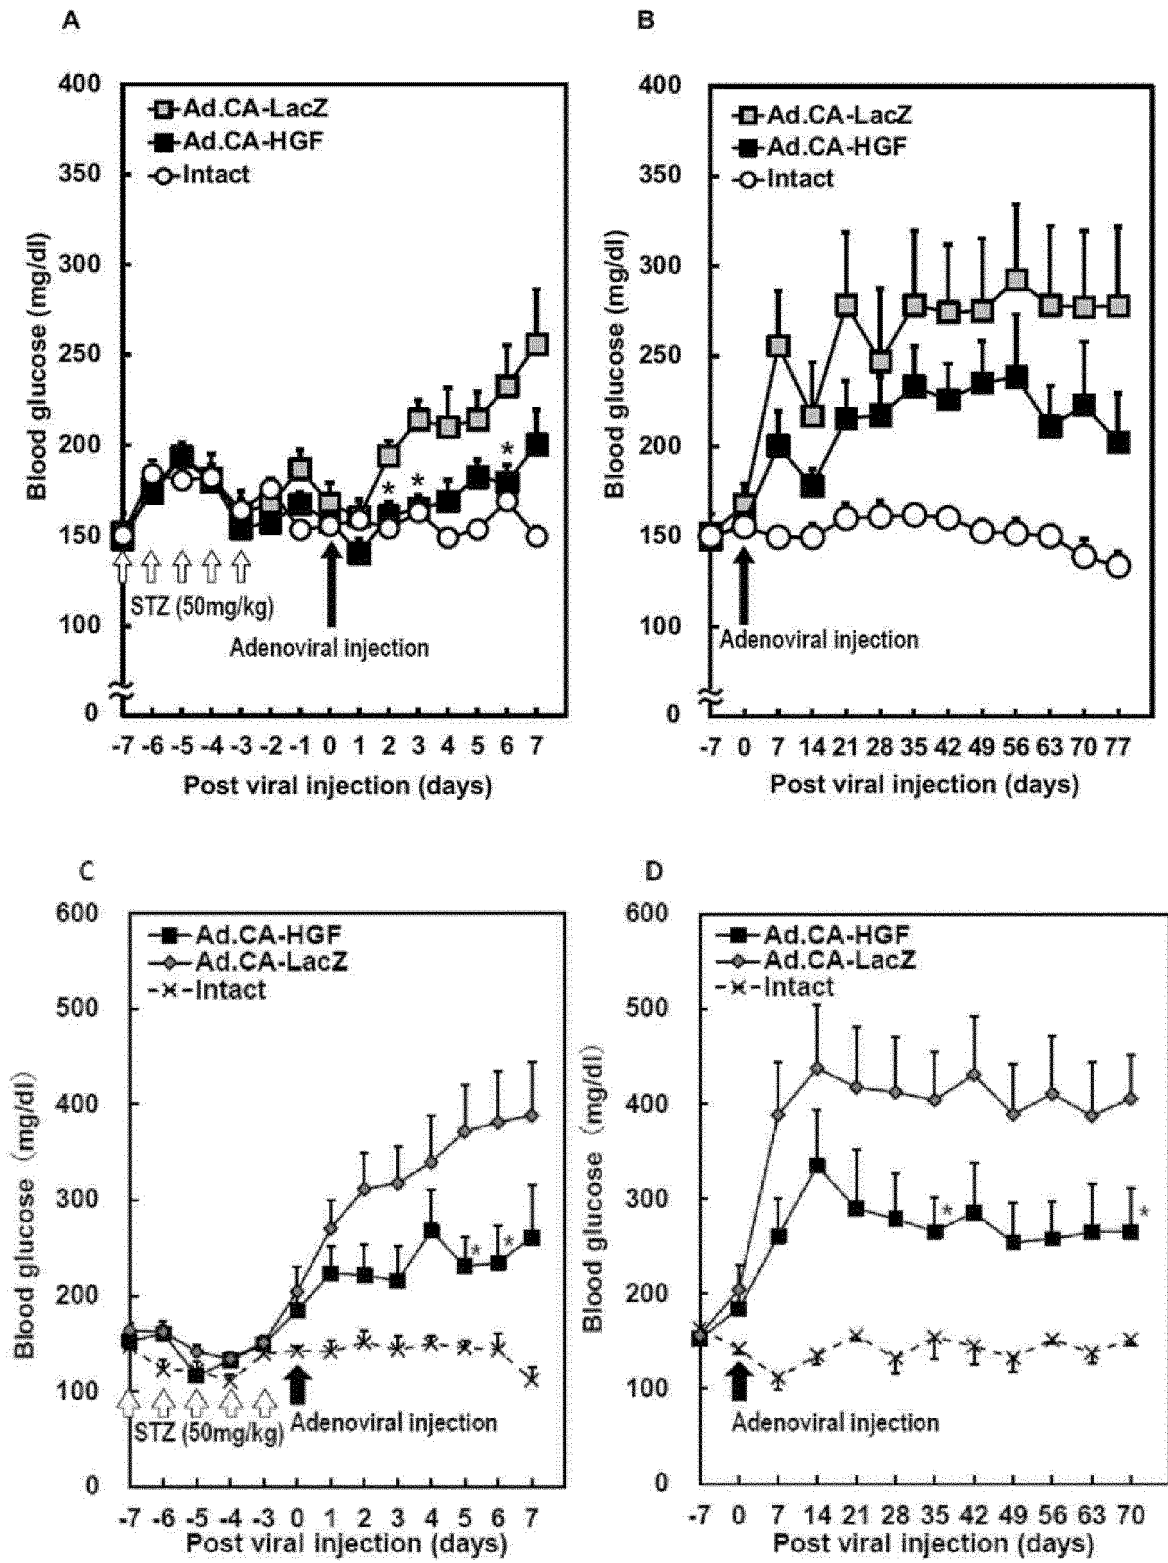 A
400
350
300
250
200
150
100
0
Blood glucose (mg/dl)
Ad.CA-LacZ
Ad.CA-HGF
Intact
* * *
STZ (50mg/kg)
Adenoviral injection
-7 -6 -5 -4 -3 -2 -1 0 1 2 3 4 5 6 7
Post viral injection (days)
B
400
350
300
250
200
150
100
0
Blood glucose (mg/dl)
Ad.CA-LacZ
Ad.CA-HGF
Intact
Adenoviral injection
-7 0 7 14 21 28 35 42 49 56 63 70 77
Post viral injection (days)
C
600
500
400
300
200
100
0
Blood glucose (mg/dl)
Ad.CA-HGF
Ad.CA-LacZ
Intact
* *
STZ (50mg/kg)
Adenoviral injection
-7 -6 -5 -4 -3 0 1 2 3 4 5 6 7
Post viral injection (days)
D
600
500
400
300
200
100
0
Blood glucose (mg/dl)
Ad.CA-HGF
Ad.CA-LacZ
Intact
* *
Adenoviral injection
-7 0 7 14 21 28 35 42 49 56 63 70
Post viral injection (days)